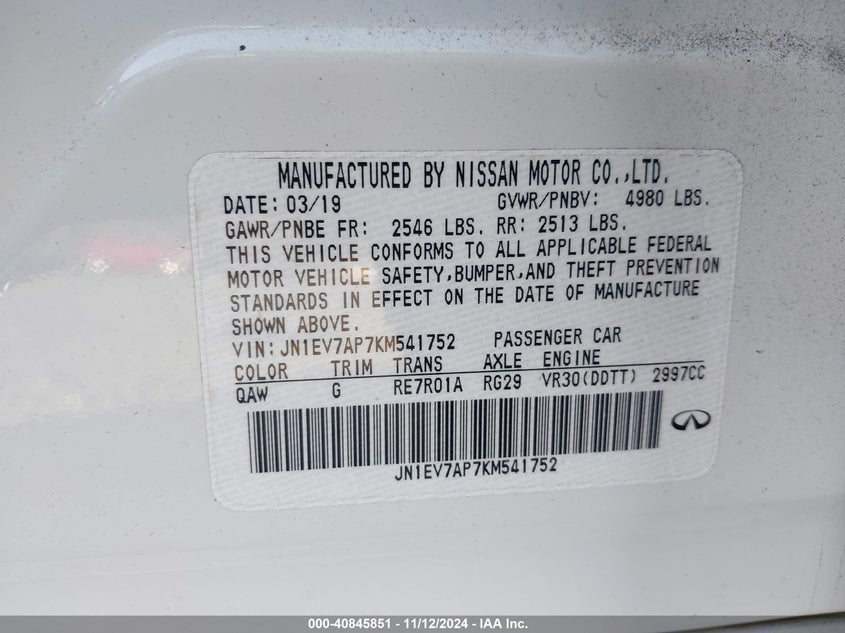 MANUFACTURED BY NISSAN MOTOR CO.,LTD.
DATE: 03/19 GVWR/PNBV: 4980 LBS.
GAWR/PNBE FR: 2546 LBS. RR: 2513 LBS.
THIS VEHICLE CONFORMS TO ALL APPLICABLE FEDERAL
MOTOR VEHICLE SAFETY,BUMPER,AND THEFT PREVENTION
STANDARDS IN EFFECT ON THE DATE OF MANUFACTURE
SHOWN ABOVE.
VIN: JN1EV7AP7KM541752 PASSENGER CAR
COLOR TRIM TRANS AXLE ENGINE
QAW G RE7R01A RG29 VR30(DDTT) 2997CC
JN1EV7AP7KM541752
000-40845851 - 11/12/2024 - IAA Inc.